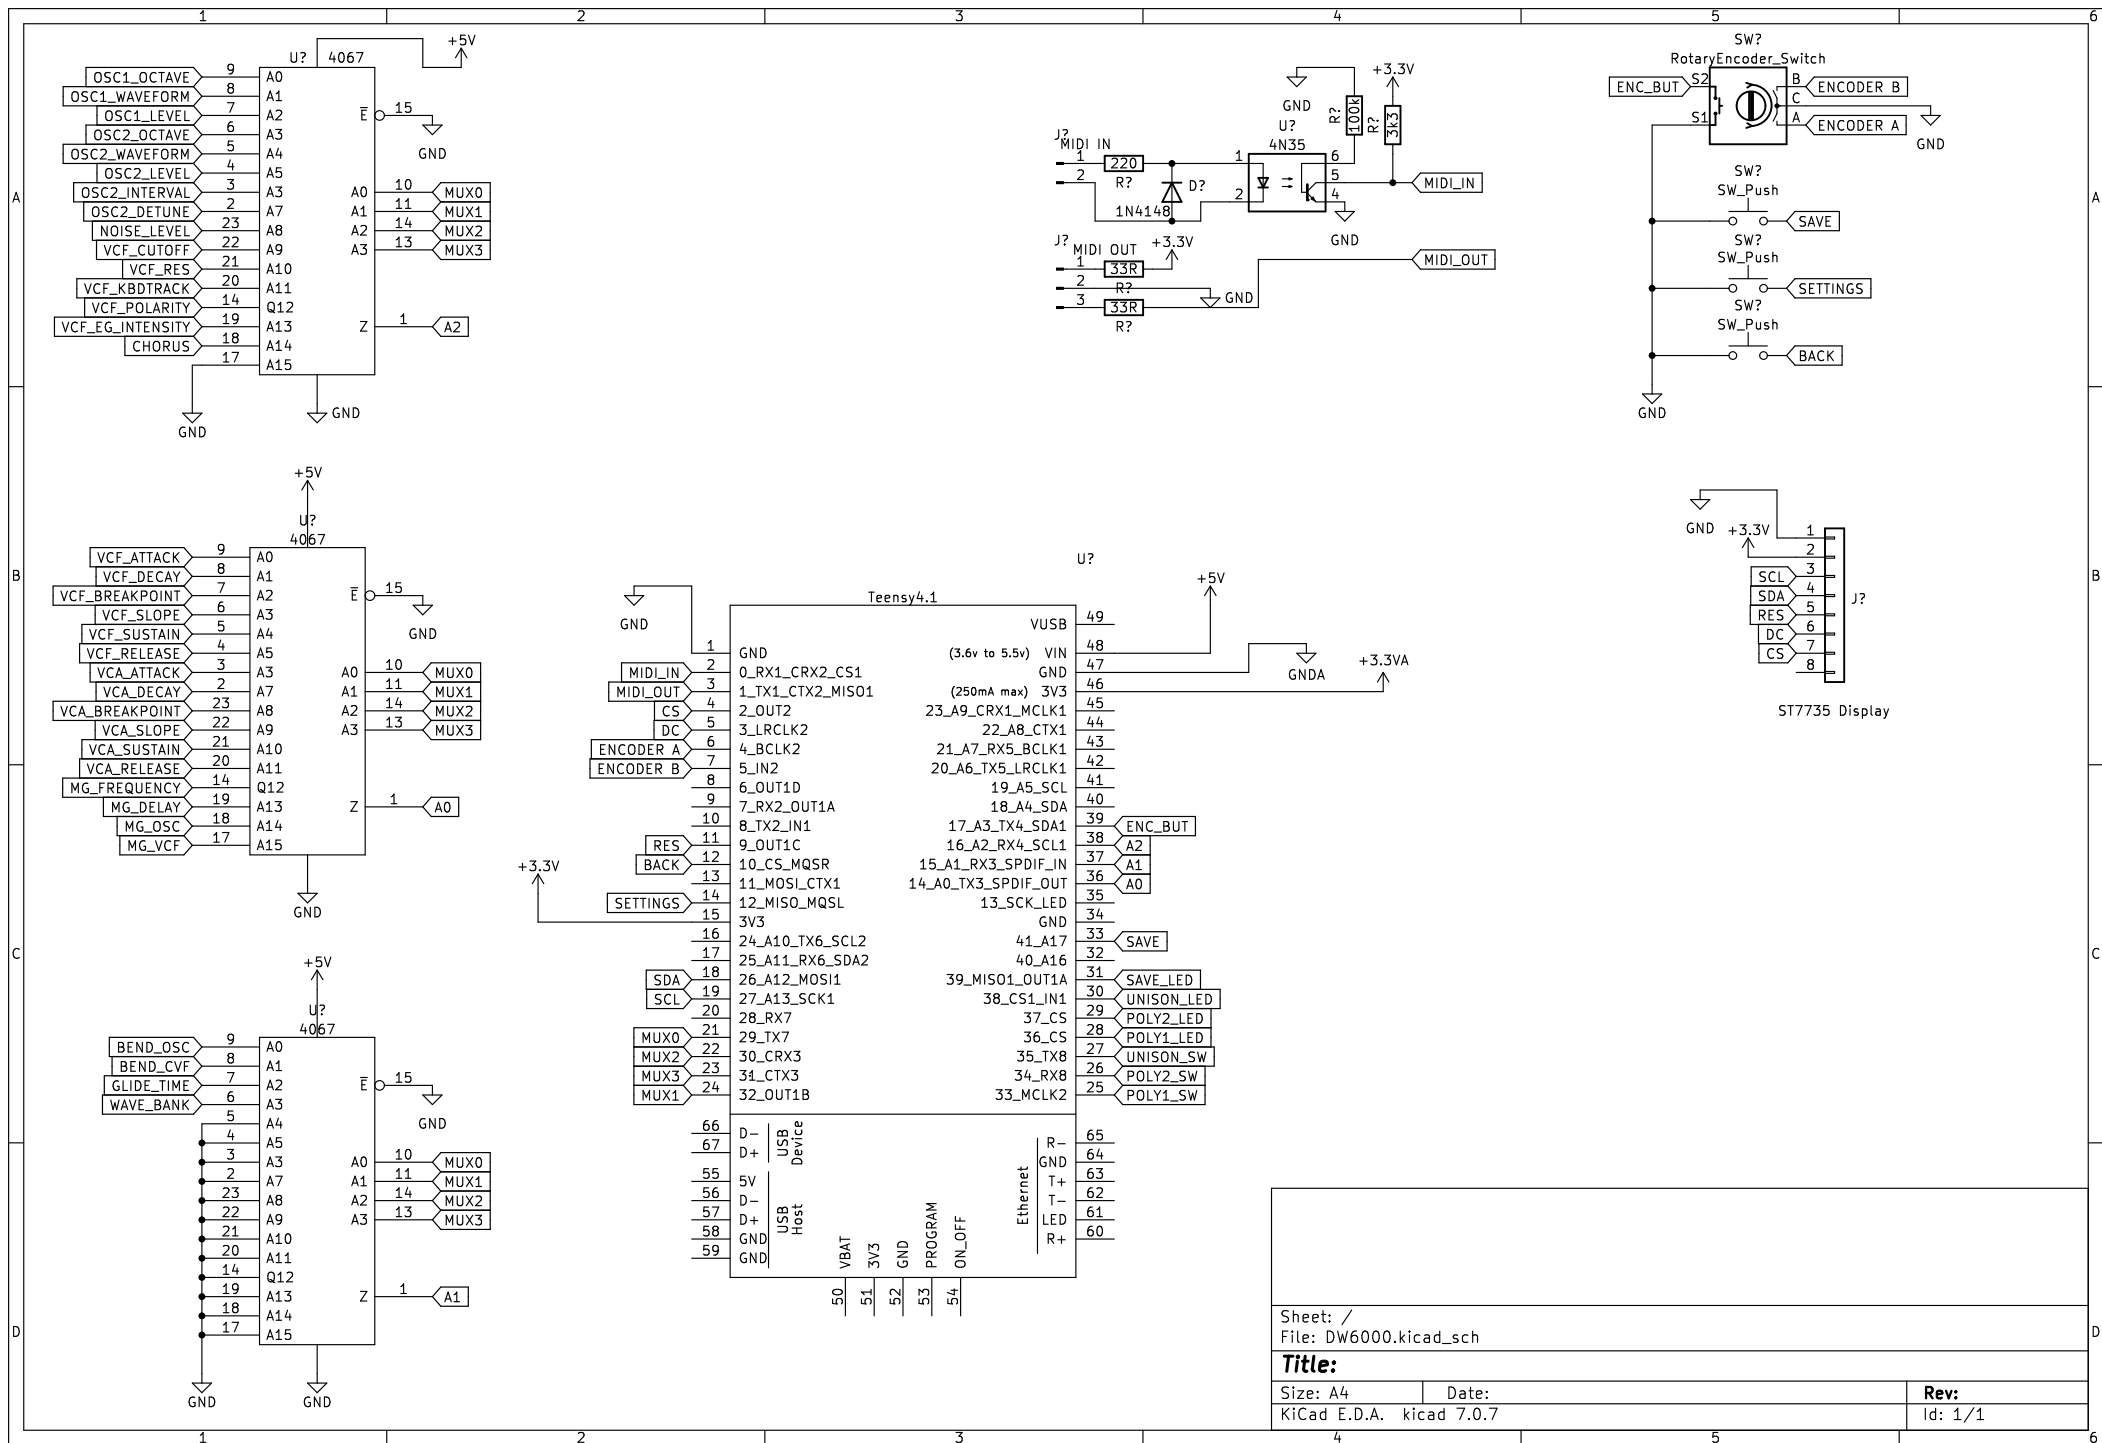 1 2 3 4 5 6
A
B
C
D
U? 4067
+5V
OSC1_OCTAVE 9 A0
OSC1_WAVEFORM 8 A1
OSC1_LEVEL 7 A2
OSC2_OCTAVE 6 A3
OSC2_WAVEFORM 5 A4
OSC2_LEVEL 4 A5
OSC2_INTERVAL 3 A3
OSC2_DETUNE 2 A7
NOISE_LEVEL 23 A8
VCF_CUTOFF 22 A9
VCF_RES 21 A10
VCF_KBDTRACK 20 A11
VCF_POLARITY 14 Q12
VCF_EG_INTENSITY 19 A13
CHORUS 18 A14
17 A15
E 15
GND
A0 10 MUX0
A1 11 MUX1
A2 14 MUX2
A3 13 MUX3
Z 1 A2
GND
GND
+5V
U?
4067
VCF_ATTACK 9 A0
VCF_DECAY 8 A1
VCF_BREAKPOINT 7 A2
VCF_SLOPE 6 A3
VCF_SUSTAIN 5 A4
VCF_RELEASE 4 A5
VCA_ATTACK 3 A3
VCA_DECAY 2 A7
VCA_BREAKPOINT 23 A8
VCA_SLOPE 22 A9
VCA_SUSTAIN 21 A10
VCA_RELEASE 20 A11
MG_FREQUENCY 14 Q12
MG_DELAY 19 A13
MG_OSC 18 A14
MG_VCF 17 A15
E 15
GND
A0 10 MUX0
A1 11 MUX1
A2 14 MUX2
A3 13 MUX3
Z 1 A0
GND
+5V
U?
4067
BEND_OSC 9 A0
BEND_CVF 8 A1
GLIDE_TIME 7 A2
WAVE_BANK 6 A3
5 A4
4 A5
3 A3
2 A7
23 A8
22 A9
21 A10
20 A11
14 Q12
19 A13
18 A14
17 A15
E 15
GND
A0 10 MUX0
A1 11 MUX1
A2 14 MUX2
A3 13 MUX3
Z 1 A1
GND
GND
GND
+3.3V
R? 100k
R? 3k3
U?
4N35
J?
MIDI IN
1 220
R?
2
D?
1N4148
1
2
6
5
4
MIDI_IN
GND
J?
MIDI OUT
+3.3V
1 33R
R?
2
GND
3 33R
R?
MIDI_OUT
SW?
RotaryEncoder_Switch
ENC_BUT S2
S1
B ENCODER B
C
A ENCODER A
GND
SW?
SW_Push
SAVE
SW?
SW_Push
SETTINGS
SW?
SW_Push
BACK
GND
GND
+3.3V
1
2
SCL 3
SDA 4
RES 5
DC 6
CS 7
8
J?
ST7735 Display
U?
Teensy4.1
GND
1 GND
MIDI_IN 2 0_RX1_CRX2_CS1
MIDI_OUT 3 1_TX1_CTX2_MISO1
CS 4 2_OUT2
DC 5 3_LRCLK2
ENCODER A 6 4_BCLK2
ENCODER B 7 5_IN2
8 6_OUT1D
9 7_RX2_OUT1A
10 8_TX2_IN1
RES 11 9_OUT1C
BACK 12 10_CS_MQSR
13 11_MOSI_CTX1
SETTINGS 14 12_MISO_MQSL
+3.3V
15 3V3
16 24_A10_TX6_SCL2
17 25_A11_RX6_SDA2
SDA 18 26_A12_MOSI1
SCL 19 27_A13_SCK1
20 28_RX7
MUX0 21 29_TX7
MUX2 22 30_CRX3
MUX3 23 31_CTX3
MUX1 24 32_OUT1B
66 D-
67 D+
USB Device
55 5V
56 D-
57 D+
58 GND
59 GND
USB Host
VBAT 50
3V3 51
GND 52
PROGRAM 53
ON_OFF 54
VUSB 49
+5V
(3.6v to 5.5v) VIN 48
GND 47
GNDA
(250mA max) 3V3 46
+3.3VA
23_A9_CRX1_MCLK1 45
22_A8_CTX1 44
21_A7_RX5_BCLK1 43
20_A6_TX5_LRCLK1 42
19_A5_SCL 41
18_A4_SDA 40
17_A3_TX4_SDA1 39 ENC_BUT
16_A2_RX4_SCL1 38 A2
15_A1_RX3_SPDIF_IN 37 A1
14_A0_TX3_SPDIF_OUT 36 A0
13_SCK_LED 35
GND 34
41_A17 33 SAVE
40_A16 32
39_MISO1_OUT1A 31 SAVE_LED
38_CS1_IN1 30 UNISON_LED
37_CS 29 POLY2_LED
36_CS 28 POLY1_LED
35_TX8 27 UNISON_SW
34_RX8 26 POLY2_SW
33_MCLK2 25 POLY1_SW
Ethernet
R- 65
GND 64
T+ 63
T- 62
LED 61
R+ 60
Sheet: /
File: DW6000.kicad_sch
Title:
Size: A4 Date: Rev:
KiCad E.D.A. kicad 7.0.7 Id: 1/1
A
B
C
D
1 2 3 4 5 6